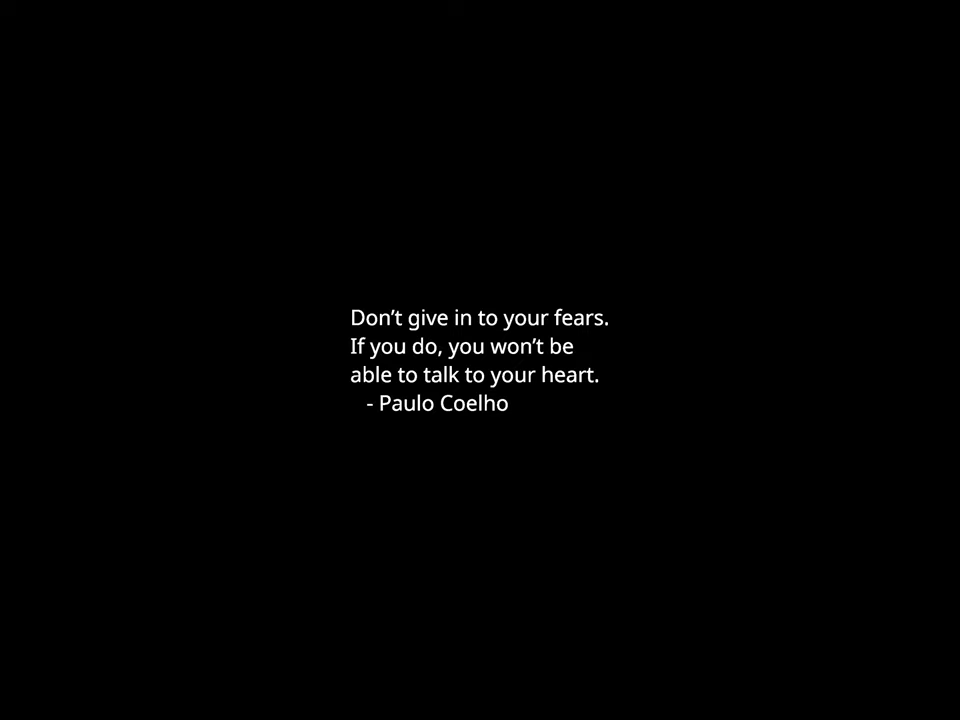 Don’t give in to your fears.
If you do, you won’t be
able to talk to your heart.
- Paulo Coelho